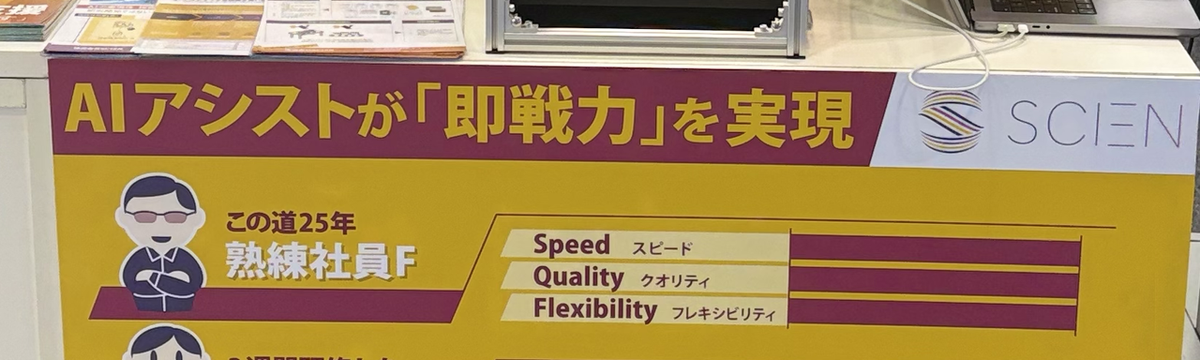 AIアシストが「即戦力」を実現
SCIEN
この道25年
熟練社員F
Speed スピード
Quality クオリティ
Flexibility フレキシビリティ